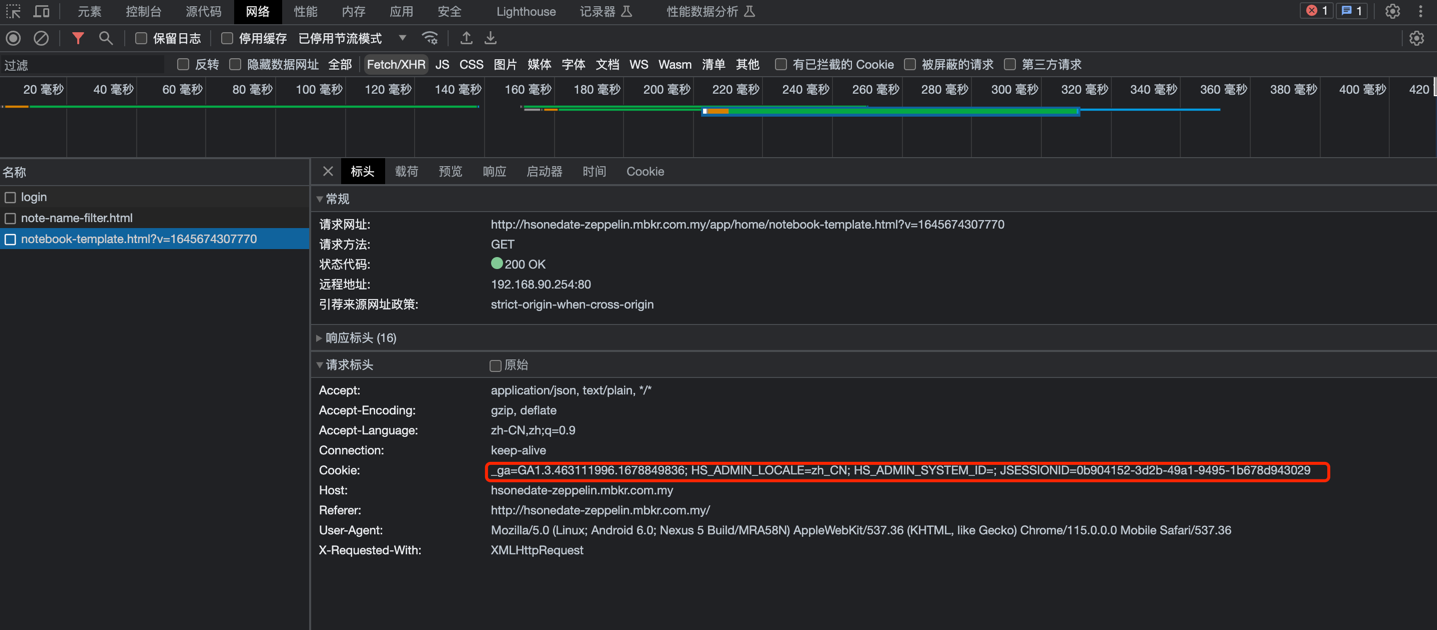 元素 控制台 源代码 网络 性能 内存 应用 安全 Lighthouse 记录器 性能数据分析 1 1
保留日志 停用缓存 已停用节流模式
过滤 反转 隐藏数据网址 全部 Fetch/XHR JS CSS 图片 媒体 字体 文档 WS Wasm 清单 其他 有已拦截的 Cookie 被屏蔽的请求 第三方请求
20 毫秒 40 毫秒 60 毫秒 80 毫秒 100 毫秒 120 毫秒 140 毫秒 160 毫秒 180 毫秒 200 毫秒 220 毫秒 240 毫秒 260 毫秒 280 毫秒 300 毫秒 320 毫秒 340 毫秒 360 毫秒 380 毫秒 400 毫秒 420
名称
login
note-name-filter.html
notebook-template.html?v=1645674307770
标头 载荷 预览 响应 启动器 时间 Cookie
常规
请求网址: http://hsonedate-zeppelin.mbkr.com.my/app/home/notebook-template.html?v=1645674307770
请求方法: GET
状态代码: 200 OK
远程地址: 192.168.90.254:80
引荐来源网址政策: strict-origin-when-cross-origin
响应标头 (16)
请求标头 原始
Accept: application/json, text/plain, */*
Accept-Encoding: gzip, deflate
Accept-Language: zh-CN,zh;q=0.9
Connection: keep-alive
Cookie: _ga=GA1.3.463111996.1678849836; HS_ADMIN_LOCALE=zh_CN; HS_ADMIN_SYSTEM_ID=; JSESSIONID=0b904152-3d2b-49a1-9495-1b678d943029
Host: hsonedate-zeppelin.mbkr.com.my
Referer: http://hsonedate-zeppelin.mbkr.com.my/
User-Agent: Mozilla/5.0 (Linux; Android 6.0; Nexus 5 Build/MRA58N) AppleWebKit/537.36 (KHTML, like Gecko) Chrome/115.0.0.0 Mobile Safari/537.36
X-Requested-With: XMLHttpRequest